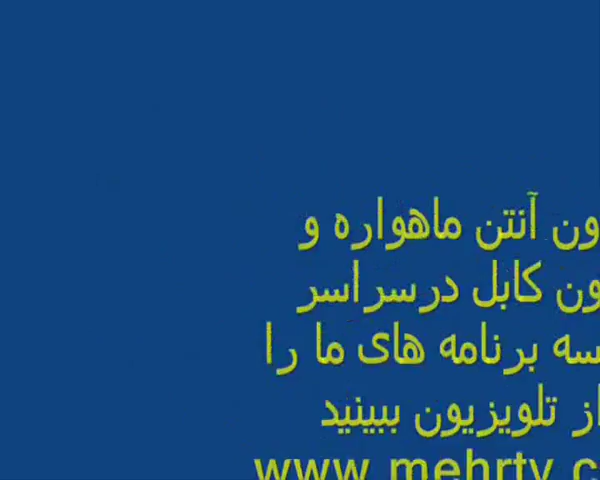 ون آنتن ماهواره و
ون کابل درسراسر
سه برنامه های ما را
از تلویزیون ببینید
www.mehrtv.c